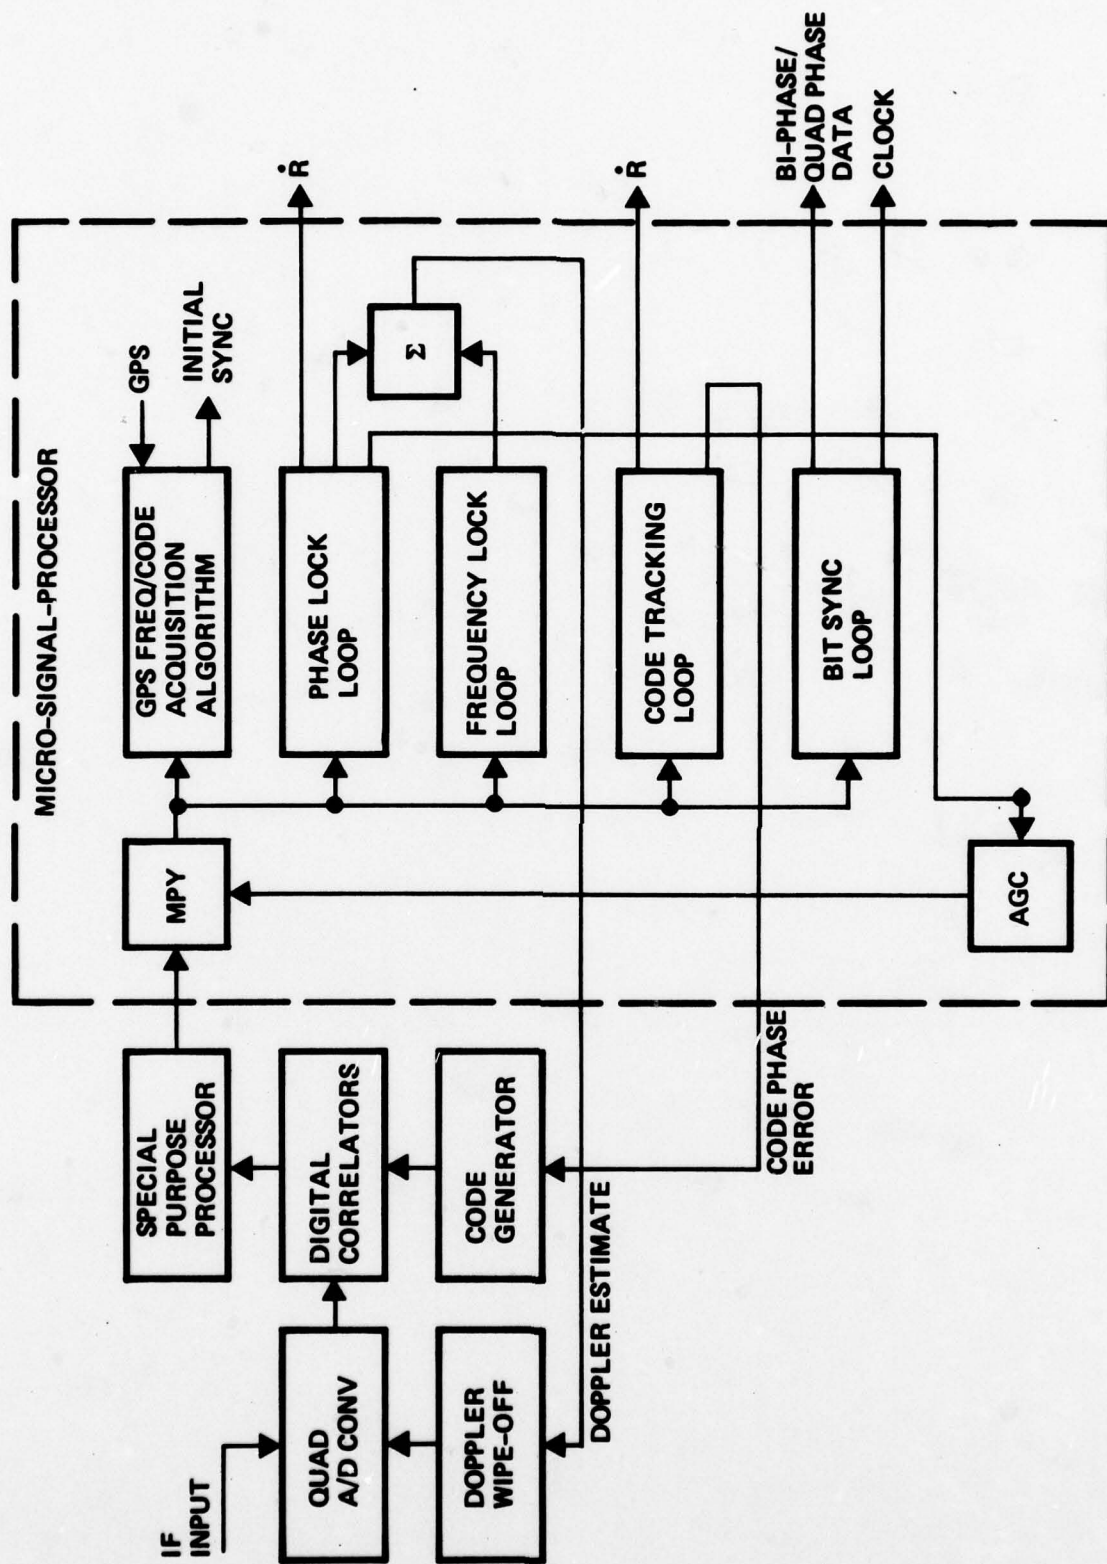 MICRO-SIGNAL-PROCESSOR
IF
INPUT
QUAD
A/D CONV
DOPPLER
WIPE-OFF
SPECIAL
PURPOSE
PROCESSOR
DIGITAL
CORRELATORS
CODE
GENERATOR
DOPPLER ESTIMATE
CODE PHASE
ERROR
MPY
AGC
GPS FREQ/CODE
ACQUISITION
ALGORITHM
GPS
INITIAL
SYNC
PHASE LOCK
LOOP
FREQUENCY LOCK
LOOP
Σ
CODE TRACKING
LOOP
BIT SYNC
LOOP
Ṙ
Ṙ
BI-PHASE/
QUAD PHASE
DATA
CLOCK